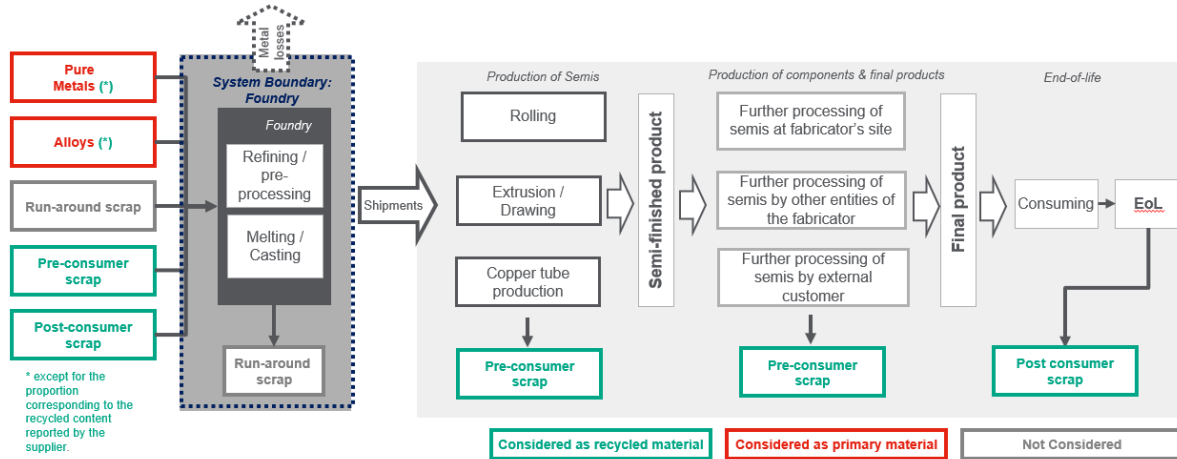 Metal
losses
Pure
Metals (*)
Alloys (*)
Run-around scrap
Pre-consumer
scrap
Post-consumer
scrap
* except for the
proportion
corresponding to the
recycled content
reported by the
supplier.
System Boundary:
Foundry
Foundry
Refining /
pre-
processing
Melting /
Casting
Run-around
scrap
Shipments
Production of Semis
Rolling
Extrusion /
Drawing
Copper tube
production
Pre-consumer
scrap
Semi-finished product
Production of components & final products
Further processing of
semis at fabricator's site
Further processing of
semis by other entities of
the fabricator
Further processing of
semis by external
customer
Pre-consumer
scrap
Final product
End-of-life
Consuming
EoL
Post consumer
scrap
Considered as recycled material
Considered as primary material
Not Considered